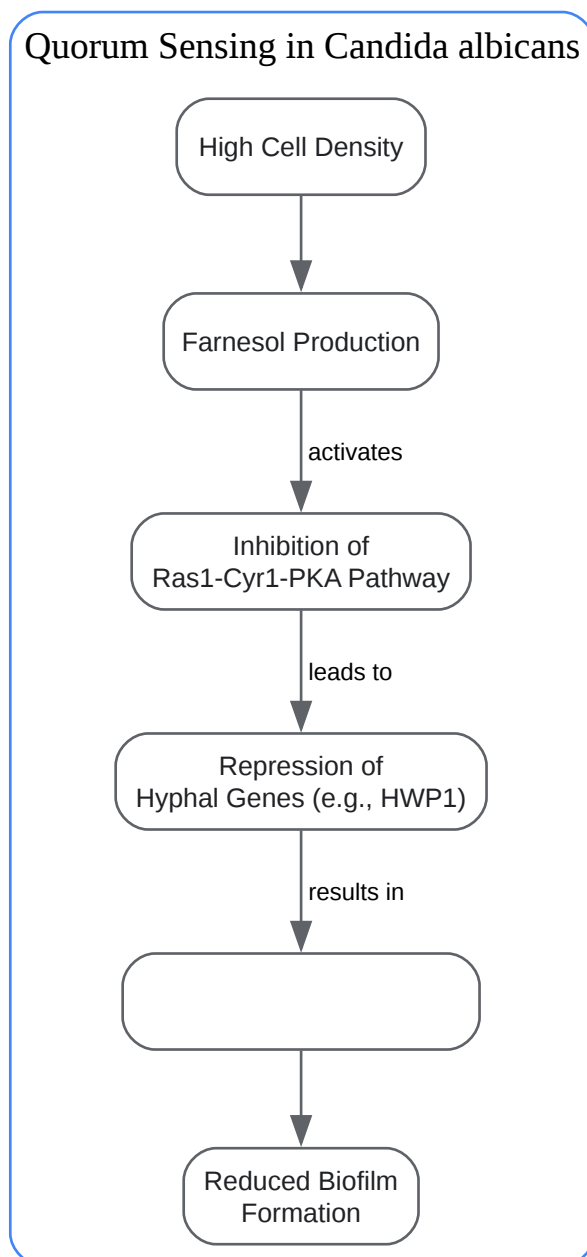 Quorum Sensing in Candida albicans
High Cell Density
Farnesol Production
activates
Inhibition of
Ras1-Cyr1-PKA Pathway
leads to
Repression of
Hyphal Genes (e.g., HWP1)
results in
Reduced Biofilm
Formation